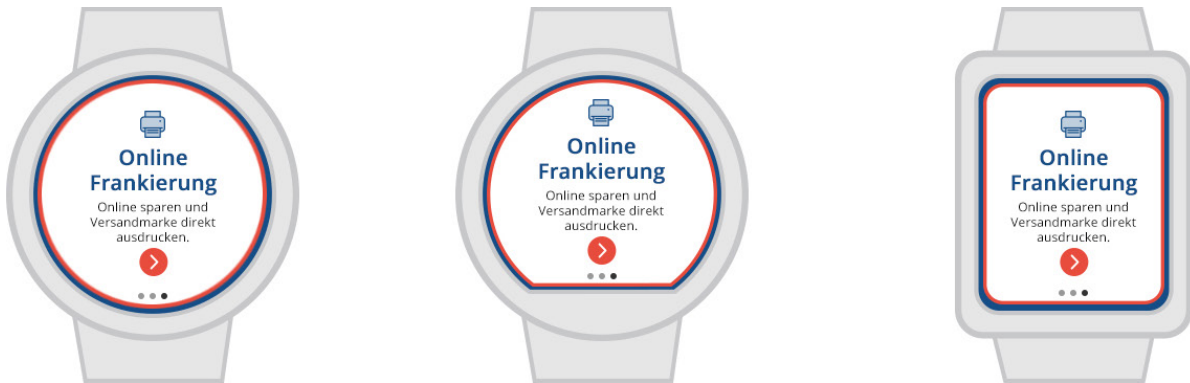 Online
Frankierung
Online sparen und
Versandmarke direkt
ausdrucken.
Online
Frankierung
Online sparen und
Versandmarke direkt
ausdrucken.
Online
Frankierung
Online sparen und
Versandmarke direkt
ausdrucken.